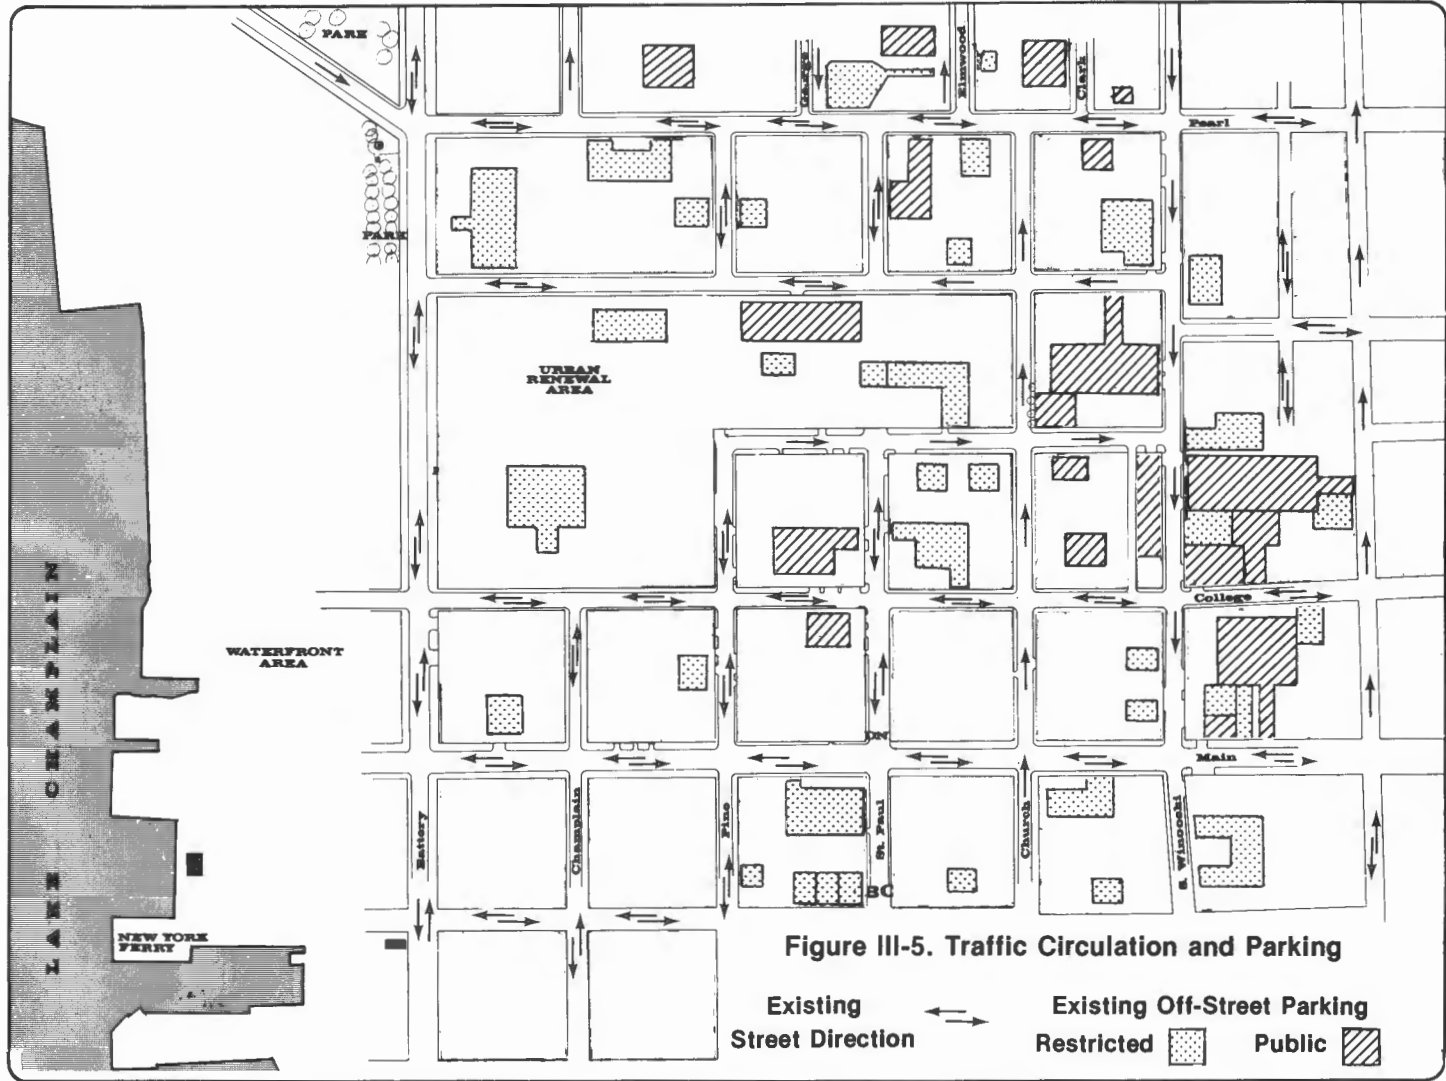 PARK
George
Elmwood
Clark
Pearl
PARK
URBAN
RENEWAL
AREA
LAKE CHAMPLAIN
College
WATERFRONT
AREA
Main
Battery
Champlain
Pine
St. Paul
Church
S. Winooski
BC
NEW YORK
FERRY
Figure III-5. Traffic Circulation and Parking
Existing
Street Direction
Existing Off-Street Parking
Restricted
Public